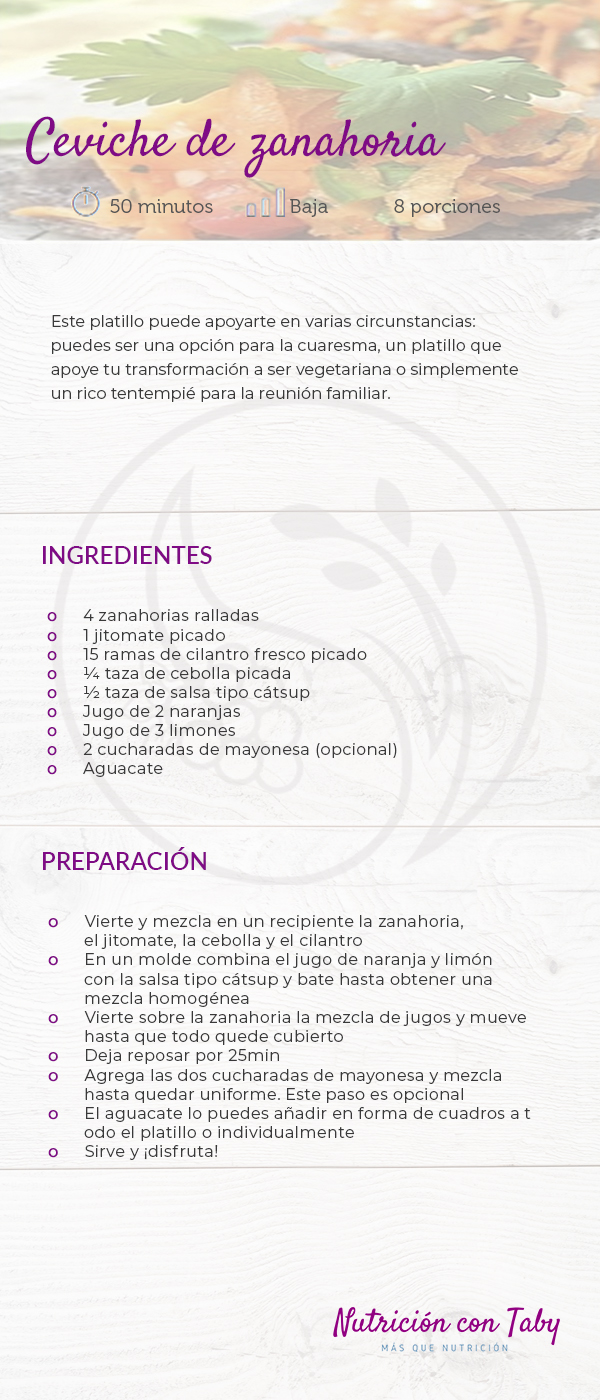 Ceviche de zanahoria
50 minutos Baja 8 porciones
Este platillo puede apoyarte en varias circunstancias:
puedes ser una opción para la cuaresma, un platillo que
apoye tu transformación a ser vegetariana o simplemente
un rico tentempié para la reunión familiar.
INGREDIENTES
o 4 zanahorias ralladas
o 1 jitomate picado
o 15 ramas de cilantro fresco picado
o ¼ taza de cebolla picada
o ½ taza de salsa tipo cátsup
o Jugo de 2 naranjas
o Jugo de 3 limones
o 2 cucharadas de mayonesa (opcional)
o Aguacate
PREPARACIÓN
o Vierte y mezcla en un recipiente la zanahoria,
el jitomate, la cebolla y el cilantro
o En un molde combina el jugo de naranja y limón
con la salsa tipo cátsup y bate hasta obtener una
mezcla homogénea
o Vierte sobre la zanahoria la mezcla de jugos y mueve
hasta que todo quede cubierto
o Deja reposar por 25min
o Agrega las dos cucharadas de mayonesa y mezcla
hasta quedar uniforme. Este paso es opcional
o El aguacate lo puedes añadir en forma de cuadros a t
odo el platillo o individualmente
o Sirve y ¡disfruta!
Nutrición con Taby
MÁS QUE NUTRICIÓN